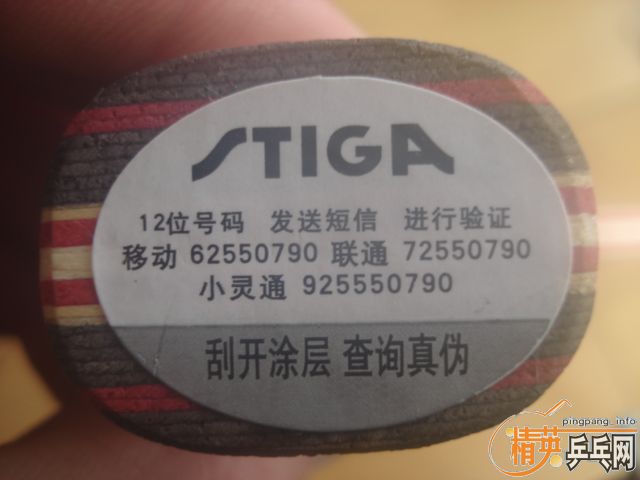 STIGA
12位号码 发送短信 进行验证
移动 62550790 联通 72550790
小灵通 925550790
刮开涂层 查询真伪
pingpang_info
精英乒乓网